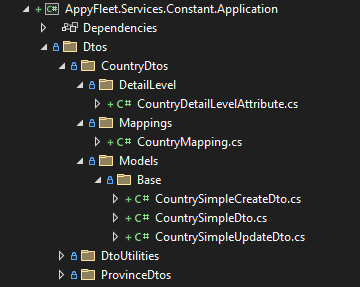 AppyFleet.Services.Constant.Application
Dependencies
Dtos
CountryDtos
DetailLevel
CountryDetailLevelAttribute.cs
Mappings
CountryMapping.cs
Models
Base
CountrySimpleCreateDto.cs
CountrySimpleDto.cs
CountrySimpleUpdateDto.cs
DtoUtilities
ProvinceDtos